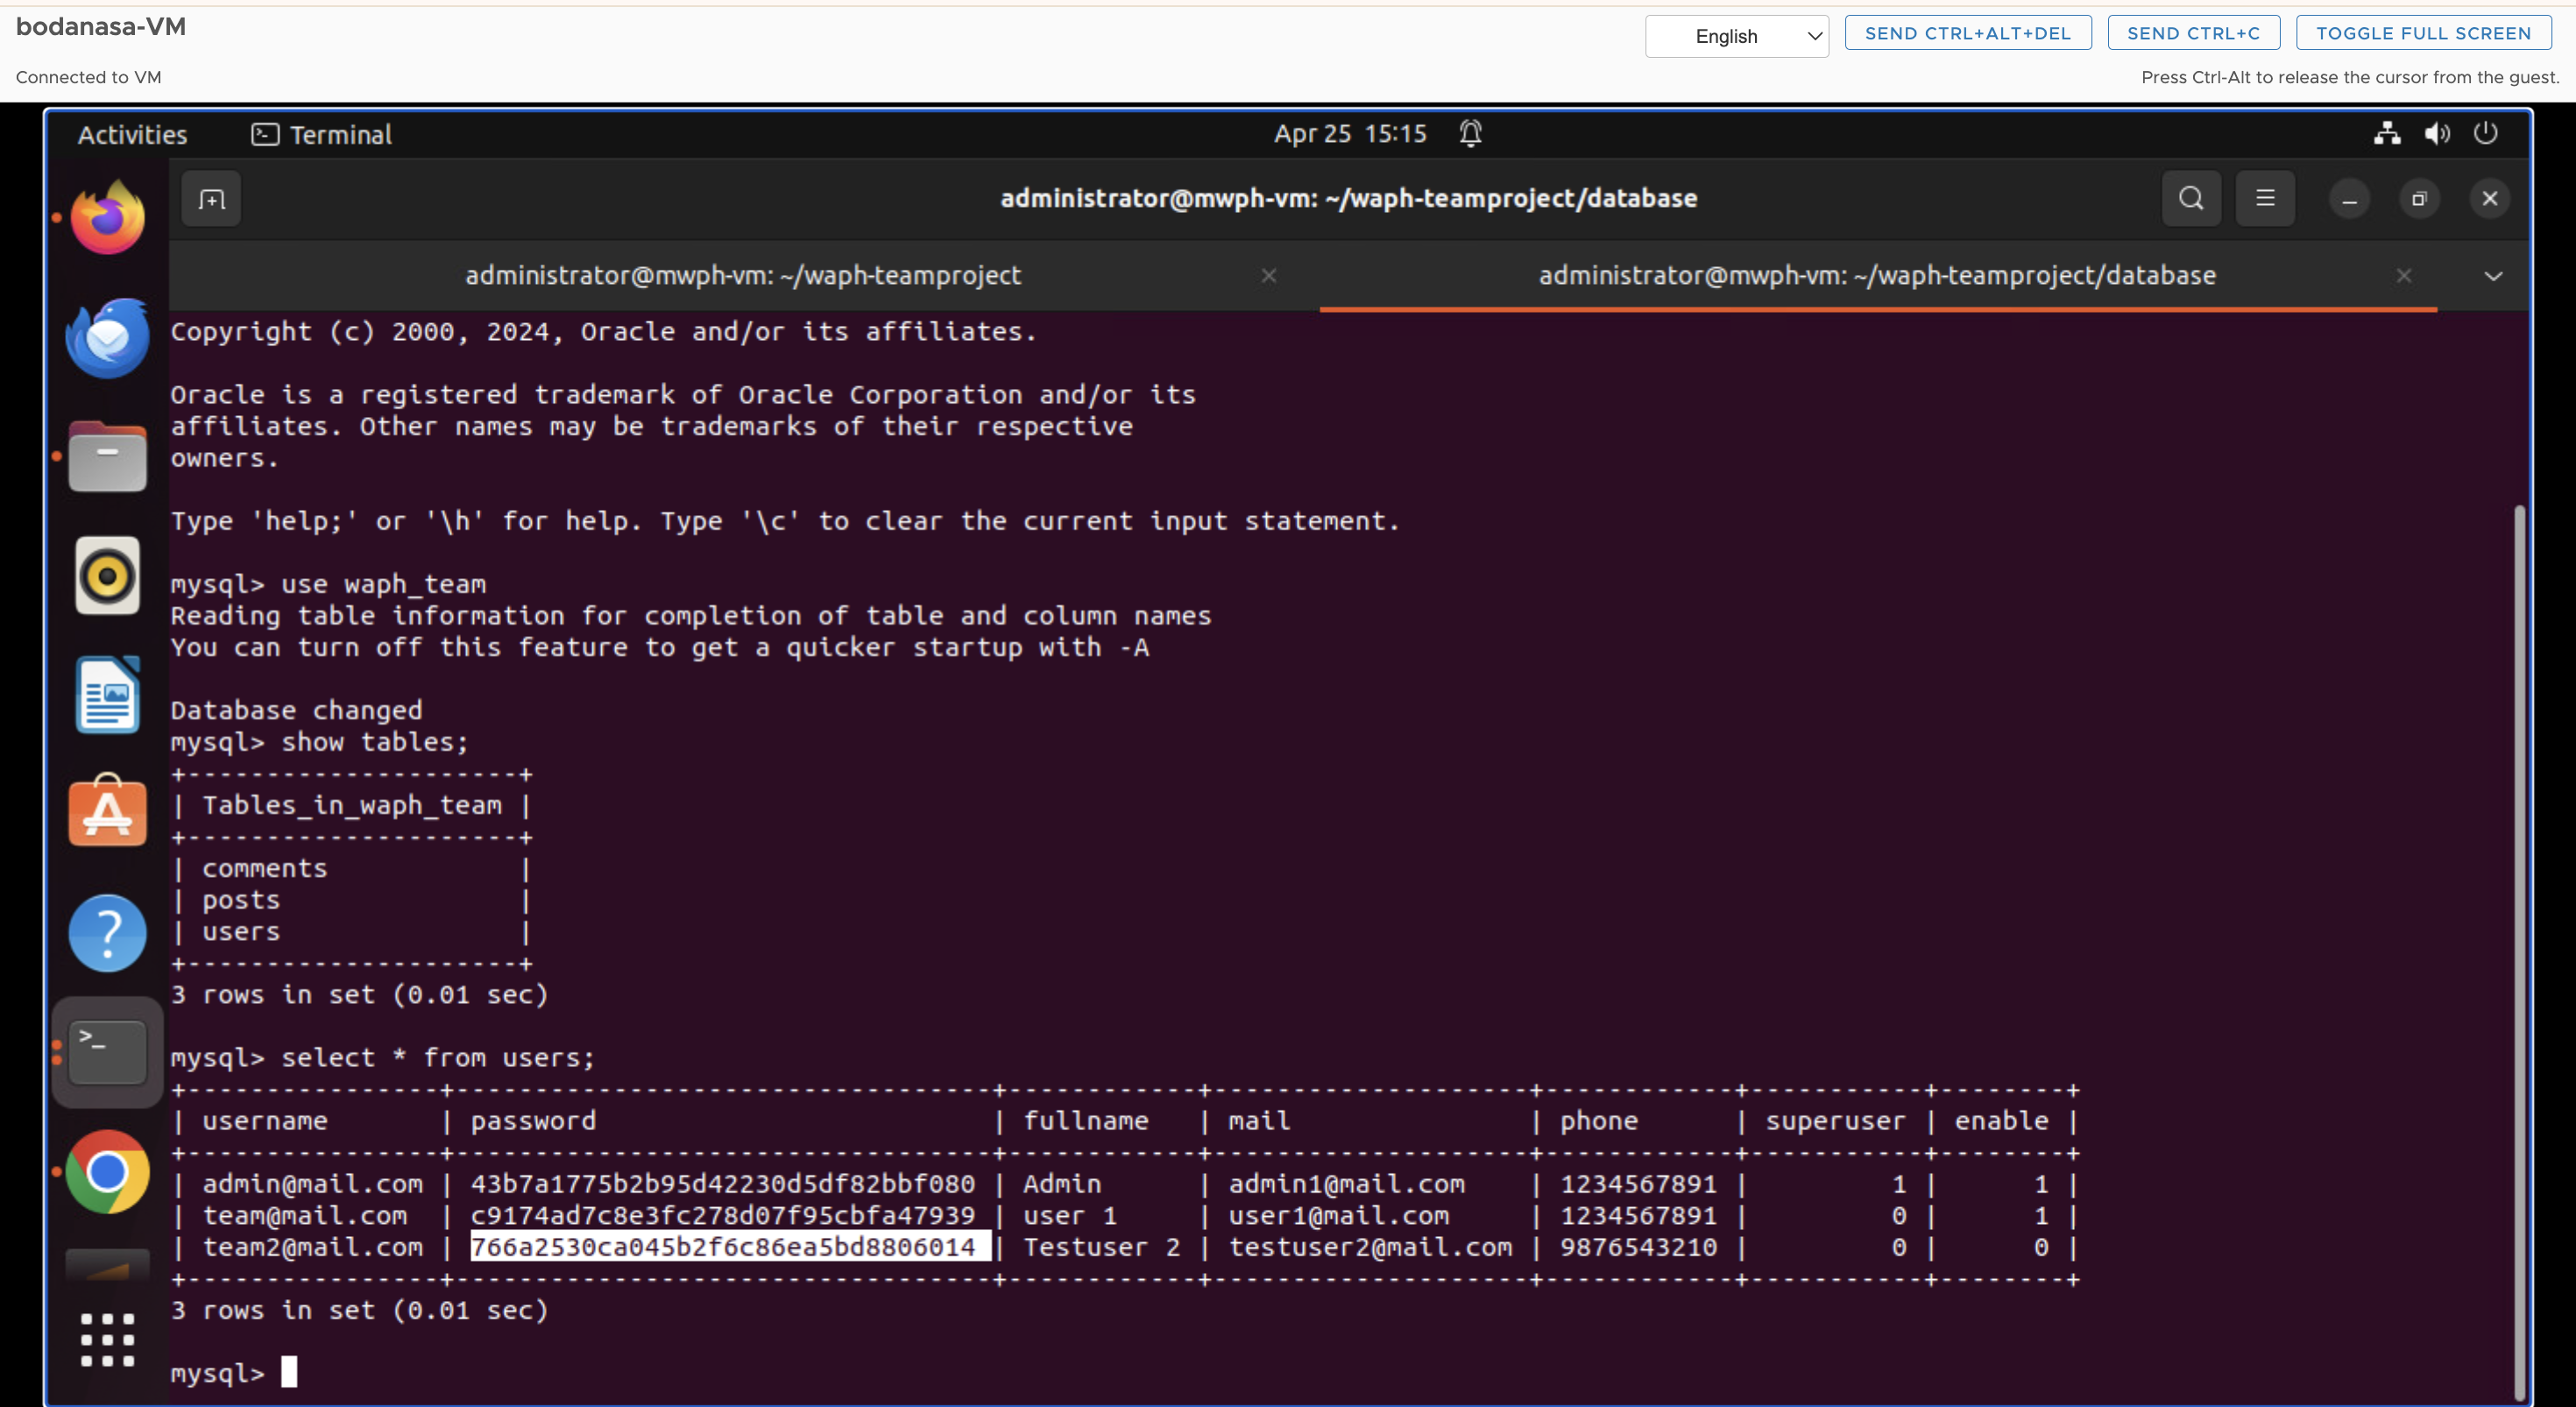 bodanasa-VM
English
SEND CTRL+ALT+DEL
SEND CTRL+C
TOGGLE FULL SCREEN
Connected to VM
Press Ctrl-Alt to release the cursor from the guest.
Activities
Terminal
Apr 25 15:15
administrator@mwph-vm: ~/waph-teamproject/database
administrator@mwph-vm: ~/waph-teamproject
administrator@mwph-vm: ~/waph-teamproject/database
Copyright (c) 2000, 2024, Oracle and/or its affiliates.
Oracle is a registered trademark of Oracle Corporation and/or its
affiliates. Other names may be trademarks of their respective
owners.
Type 'help;' or '\h' for help. Type '\c' to clear the current input statement.
mysql> use waph_team
Reading table information for completion of table and column names
You can turn off this feature to get a quicker startup with -A
Database changed
mysql> show tables;
+---------------------+
| Tables_in_waph_team |
+---------------------+
| comments            |
| posts               |
| users               |
+---------------------+
3 rows in set (0.01 sec)
mysql> select * from users;
+----------------+----------------------------------+------------+--------------------+------------+-----------+--------+
| username       | password                         | fullname   | mail               | phone      | superuser | enable |
+----------------+----------------------------------+------------+--------------------+------------+-----------+--------+
| admin@mail.com | 43b7a1775b2b95d42230d5df82bbf080 | Admin      | admin1@mail.com    | 1234567891 |         1 |      1 |
| team@mail.com  | c9174ad7c8e3fc278d07f95cbfa47939 | user 1     | user1@mail.com     | 1234567891 |         0 |      1 |
| team2@mail.com | 766a2530ca045b2f6c86ea5bd8806014 | Testuser 2 | testuser2@mail.com | 9876543210 |         0 |      0 |
+----------------+----------------------------------+------------+--------------------+------------+-----------+--------+
3 rows in set (0.01 sec)
mysql>